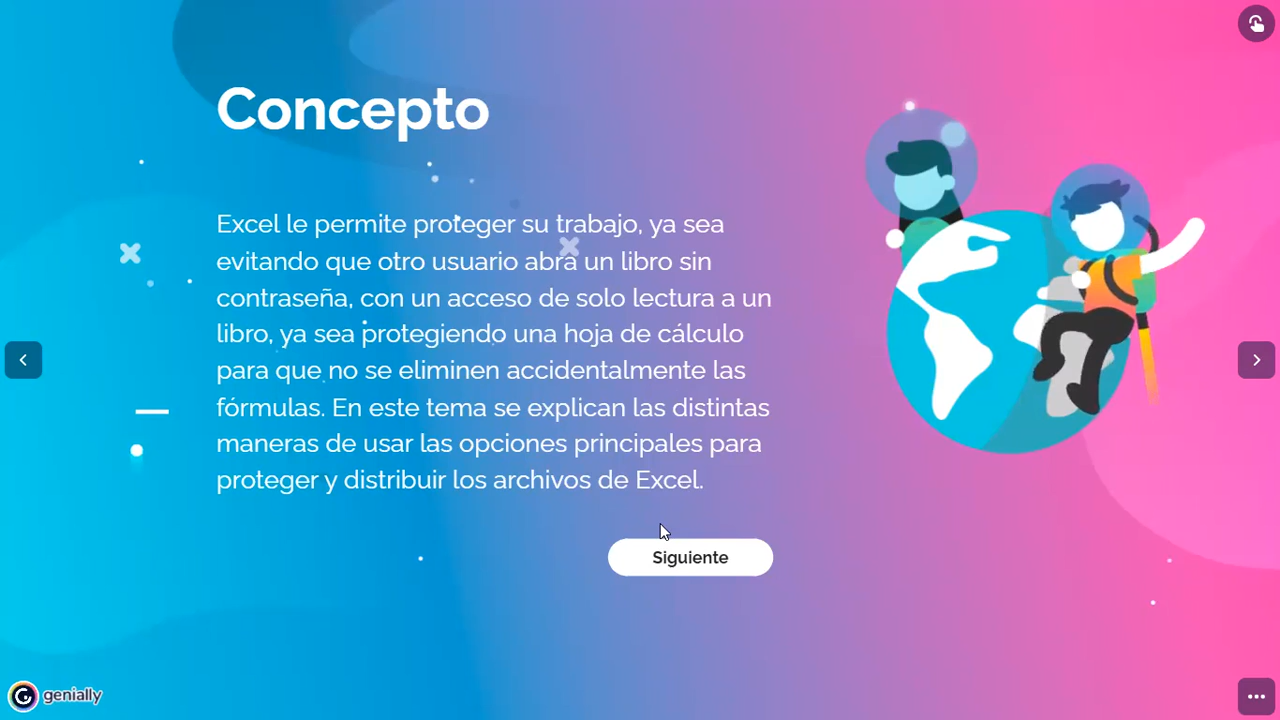 Concepto
Excel le permite proteger su trabajo, ya sea
evitando que otro usuario abra un libro sin
contraseña, con un acceso de solo lectura a un
libro, ya sea protegiendo una hoja de cálculo
para que no se eliminen accidentalmente las
fórmulas. En este tema se explican las distintas
maneras de usar las opciones principales para
proteger y distribuir los archivos de Excel.
Siguiente
genially